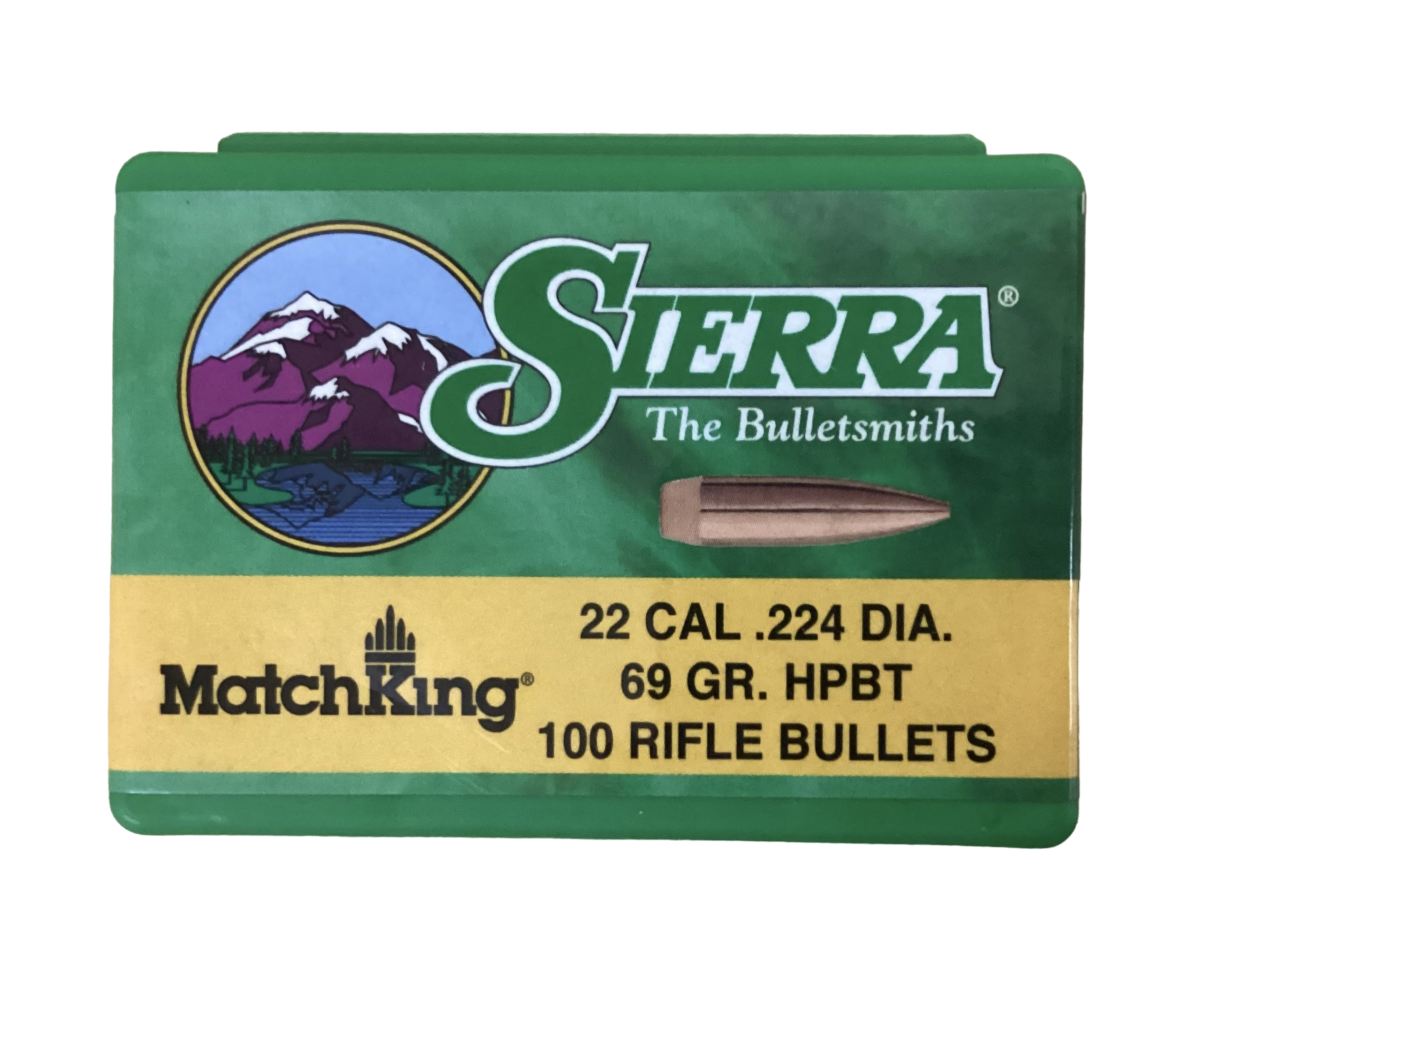 SIERRA®
The Bulletsmiths
MatchKing®
22 CAL .224 DIA.
69 GR. HPBT
100 RIFLE BULLETS